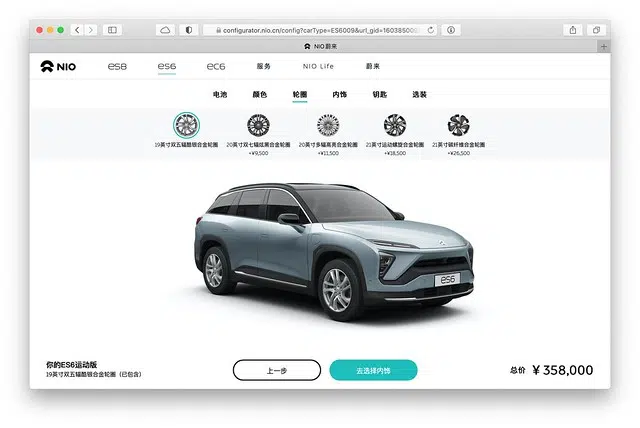 configurator.nio.cn/config?carType=ES6009&url_gid=1603850002
NIO蔚来
NIO ES8 ES6 EC6 服务 NIO Life 蔚来
电池 颜色 轮圈 内饰 钥匙 选装
19英寸双五辐酷银合金轮圈 20英寸双七辐炫黑合金轮圈 20英寸多辐高亮合金轮圈 21英寸运动螺旋合金轮圈 21英寸碳纤维合金轮圈
+¥9,500 +¥11,500 +¥18,500 +¥26,500
es6
你的ES6运动版
19英寸双五辐酷银合金轮圈（已包含）
上一步 去选择内饰 总价 ¥ 358,000